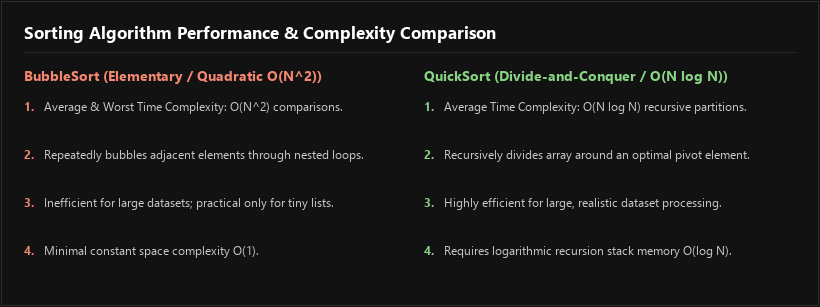 Sorting Algorithm Performance & Complexity Comparison
BubbleSort (Elementary / Quadratic O(N^2))
1. Average & Worst Time Complexity: O(N^2) comparisons.
2. Repeatedly bubbles adjacent elements through nested loops.
3. Inefficient for large datasets; practical only for tiny lists.
4. Minimal constant space complexity O(1).
QuickSort (Divide-and-Conquer / O(N log N))
1. Average Time Complexity: O(N log N) recursive partitions.
2. Recursively divides array around an optimal pivot element.
3. Highly efficient for large, realistic dataset processing.
4. Requires logarithmic recursion stack memory O(log N).